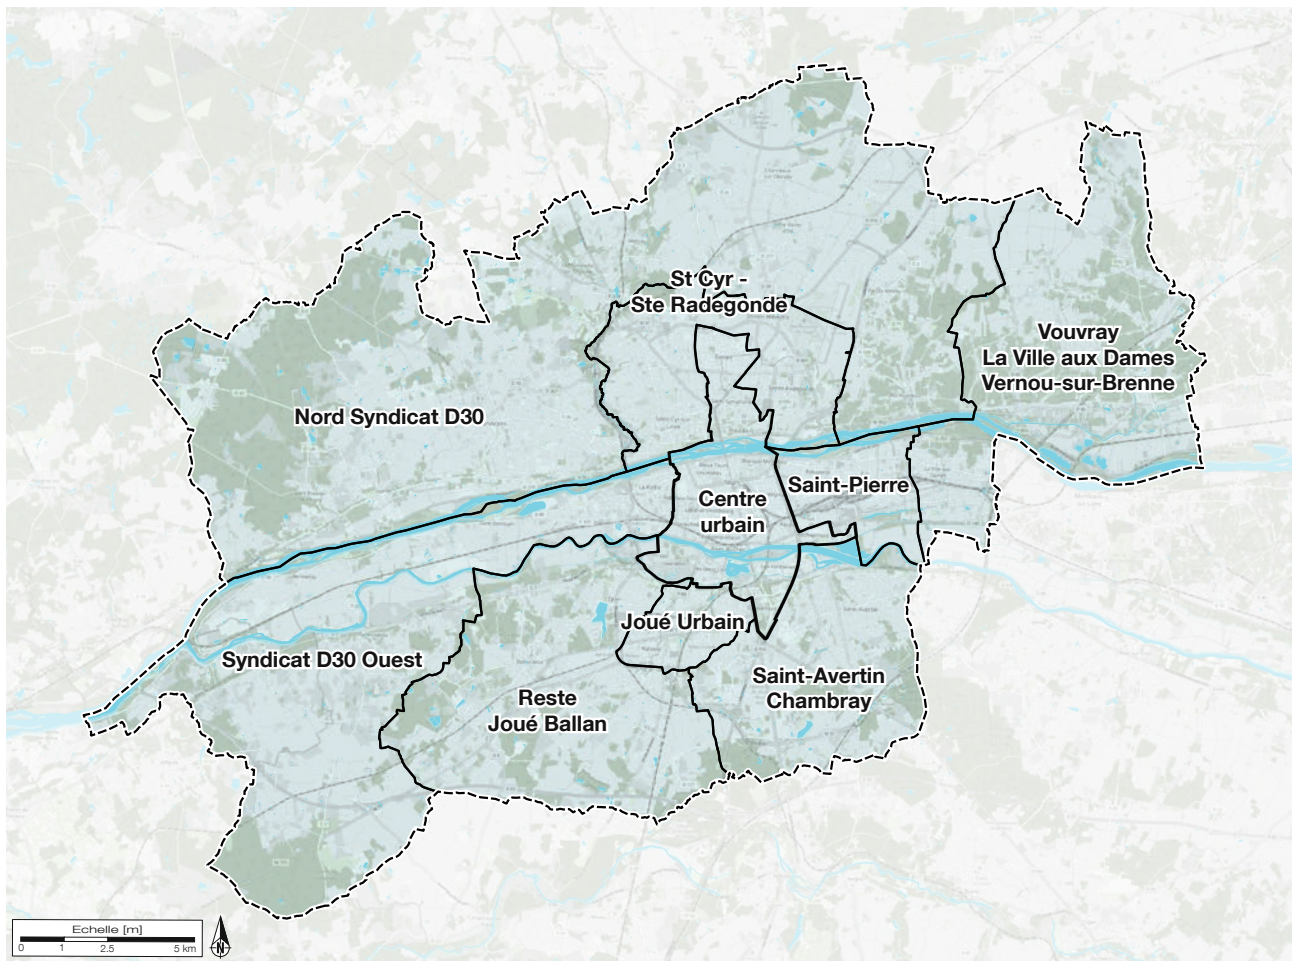 St Cyr -
Ste Radegonde
Vouvray
La Ville aux Dames
Vernou-sur-Brenne
Nord Syndicat D30
Centre
urbain
Saint-Pierre
Joué Urbain
Syndicat D30 Ouest
Saint-Avertin
Chambray
Reste
Joué Ballan
Echelle [m]
0 1 2.5 5 km
N